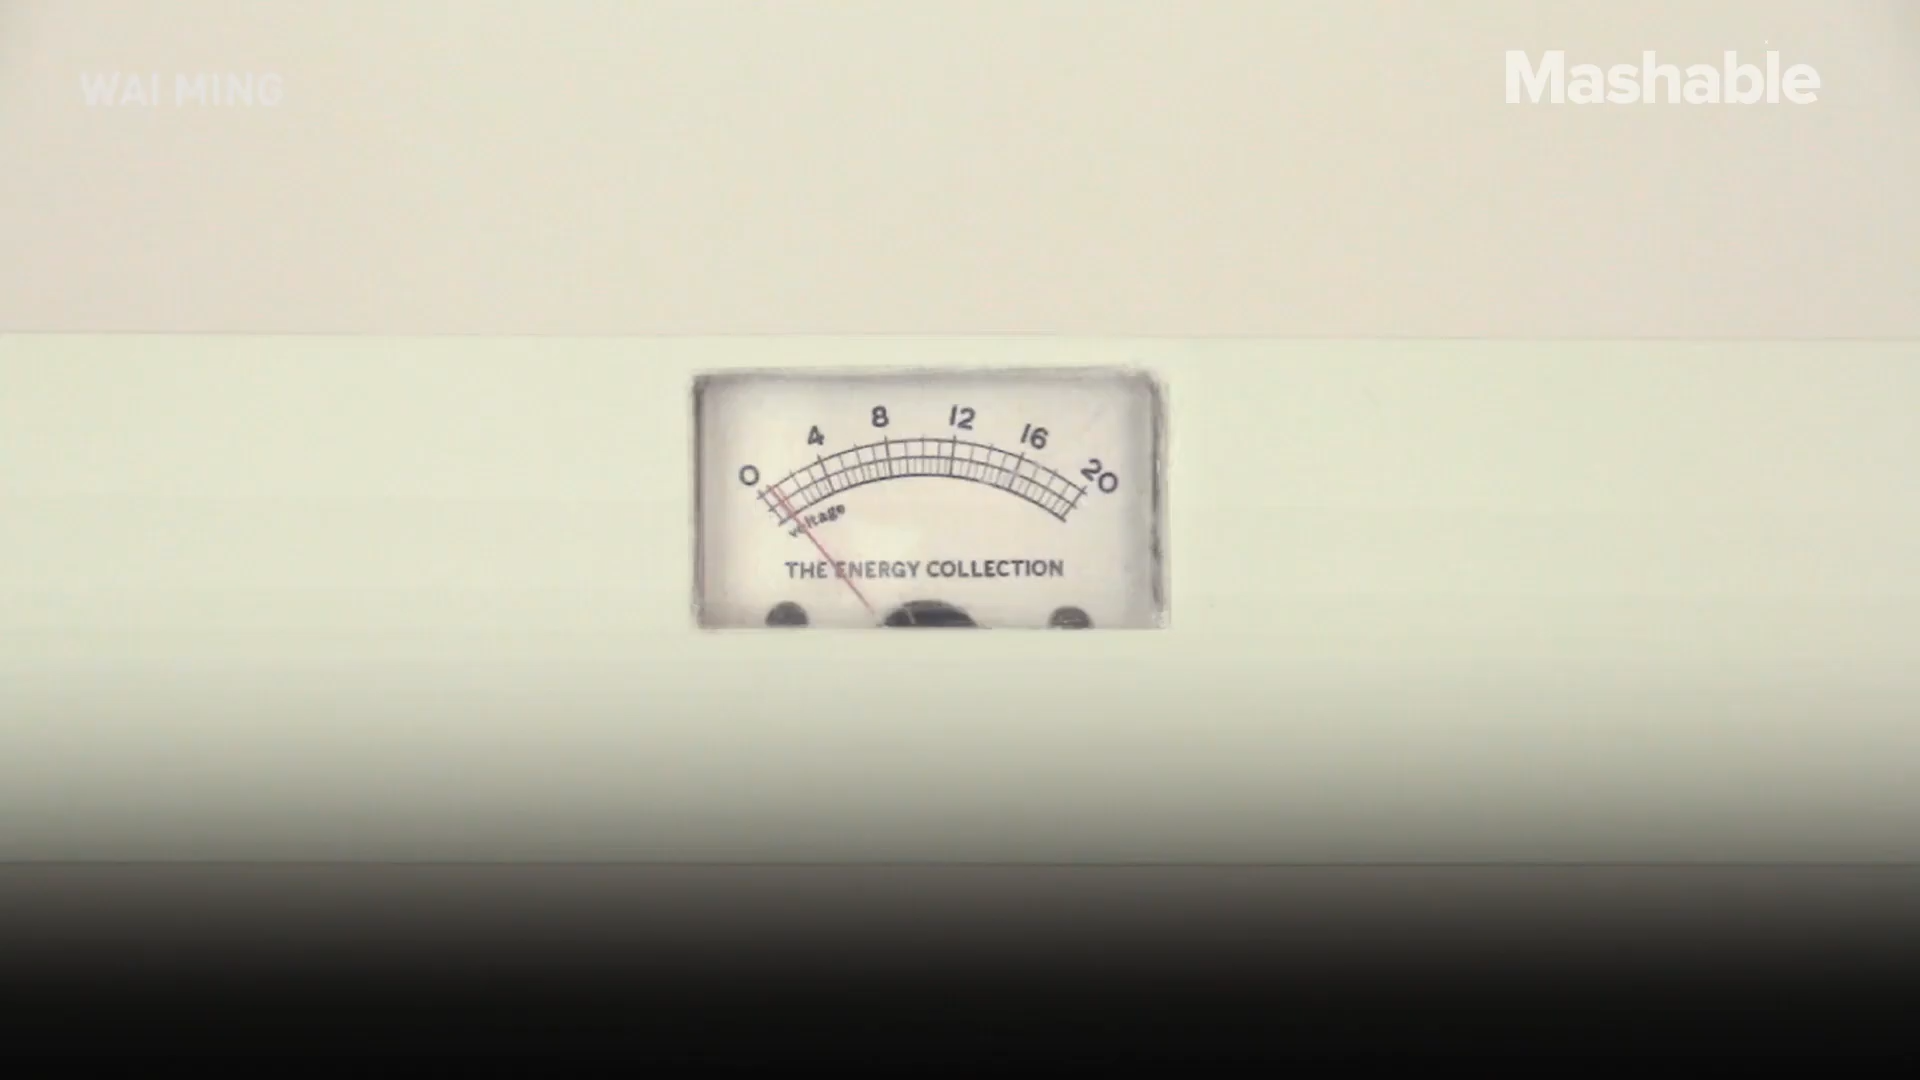 WAI MING
Mashable
0 4 8 12 16 20
voltage
THE ENERGY COLLECTION